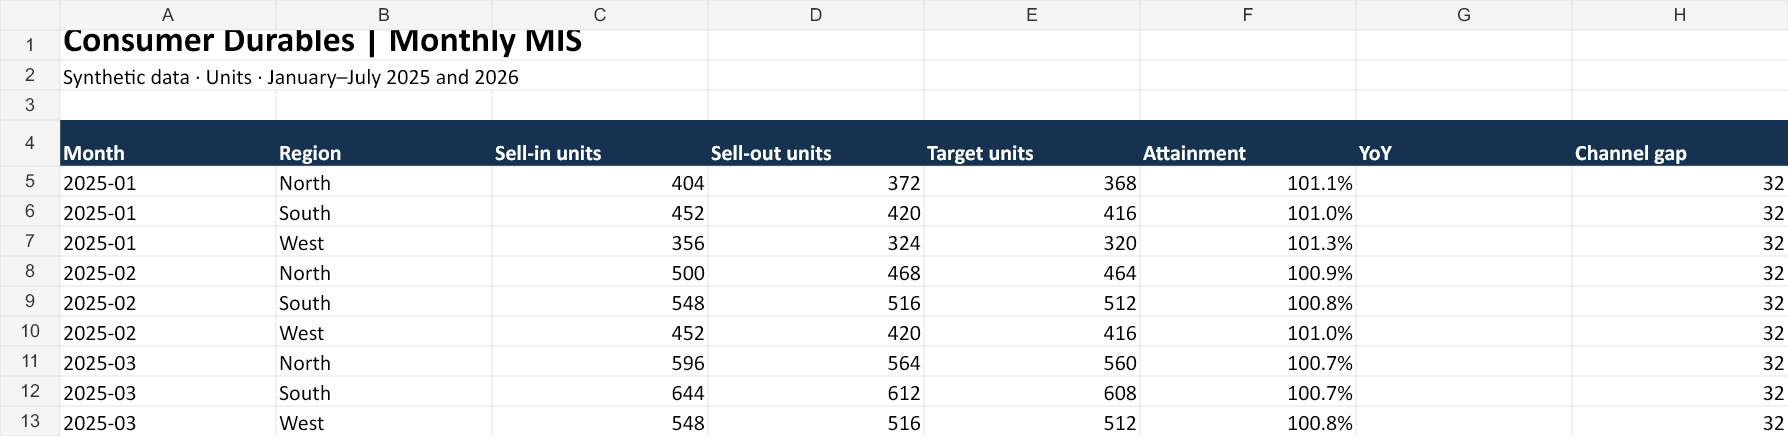 A B C D E F G H
1 Consumer Durables | Monthly MIS
2 Synthetic data · Units · January–July 2025 and 2026
3
4 Month Region Sell-in units Sell-out units Target units Attainment YoY Channel gap
5 2025-01 North 404 372 368 101.1% 32
6 2025-01 South 452 420 416 101.0% 32
7 2025-01 West 356 324 320 101.3% 32
8 2025-02 North 500 468 464 100.9% 32
9 2025-02 South 548 516 512 100.8% 32
10 2025-02 West 452 420 416 101.0% 32
11 2025-03 North 596 564 560 100.7% 32
12 2025-03 South 644 612 608 100.7% 32
13 2025-03 West 548 516 512 100.8% 32